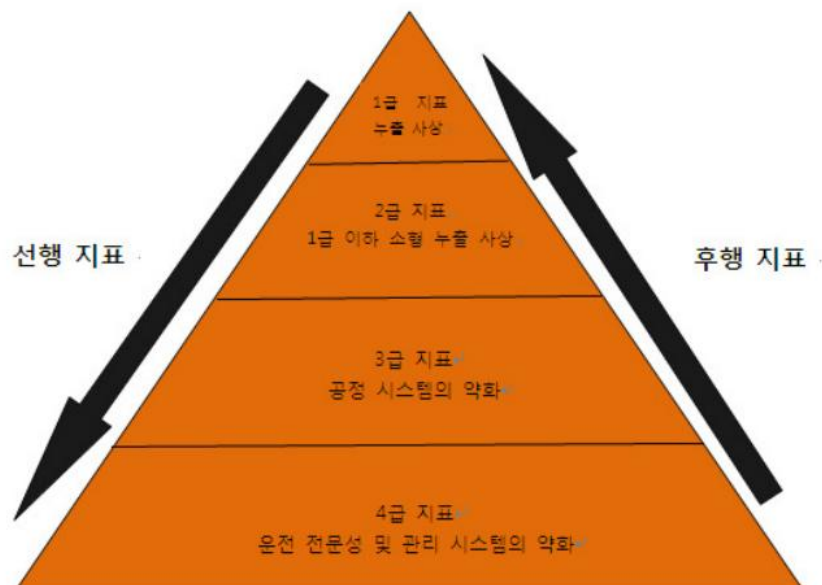 1급 지표
누출 사상
2급 지표
1급 이하 소형 누출 사상
선행 지표
후행 지표
3급 지표
공정 시스템의 약화
4급 지표
운전 전문성 및 관리 시스템의 약화